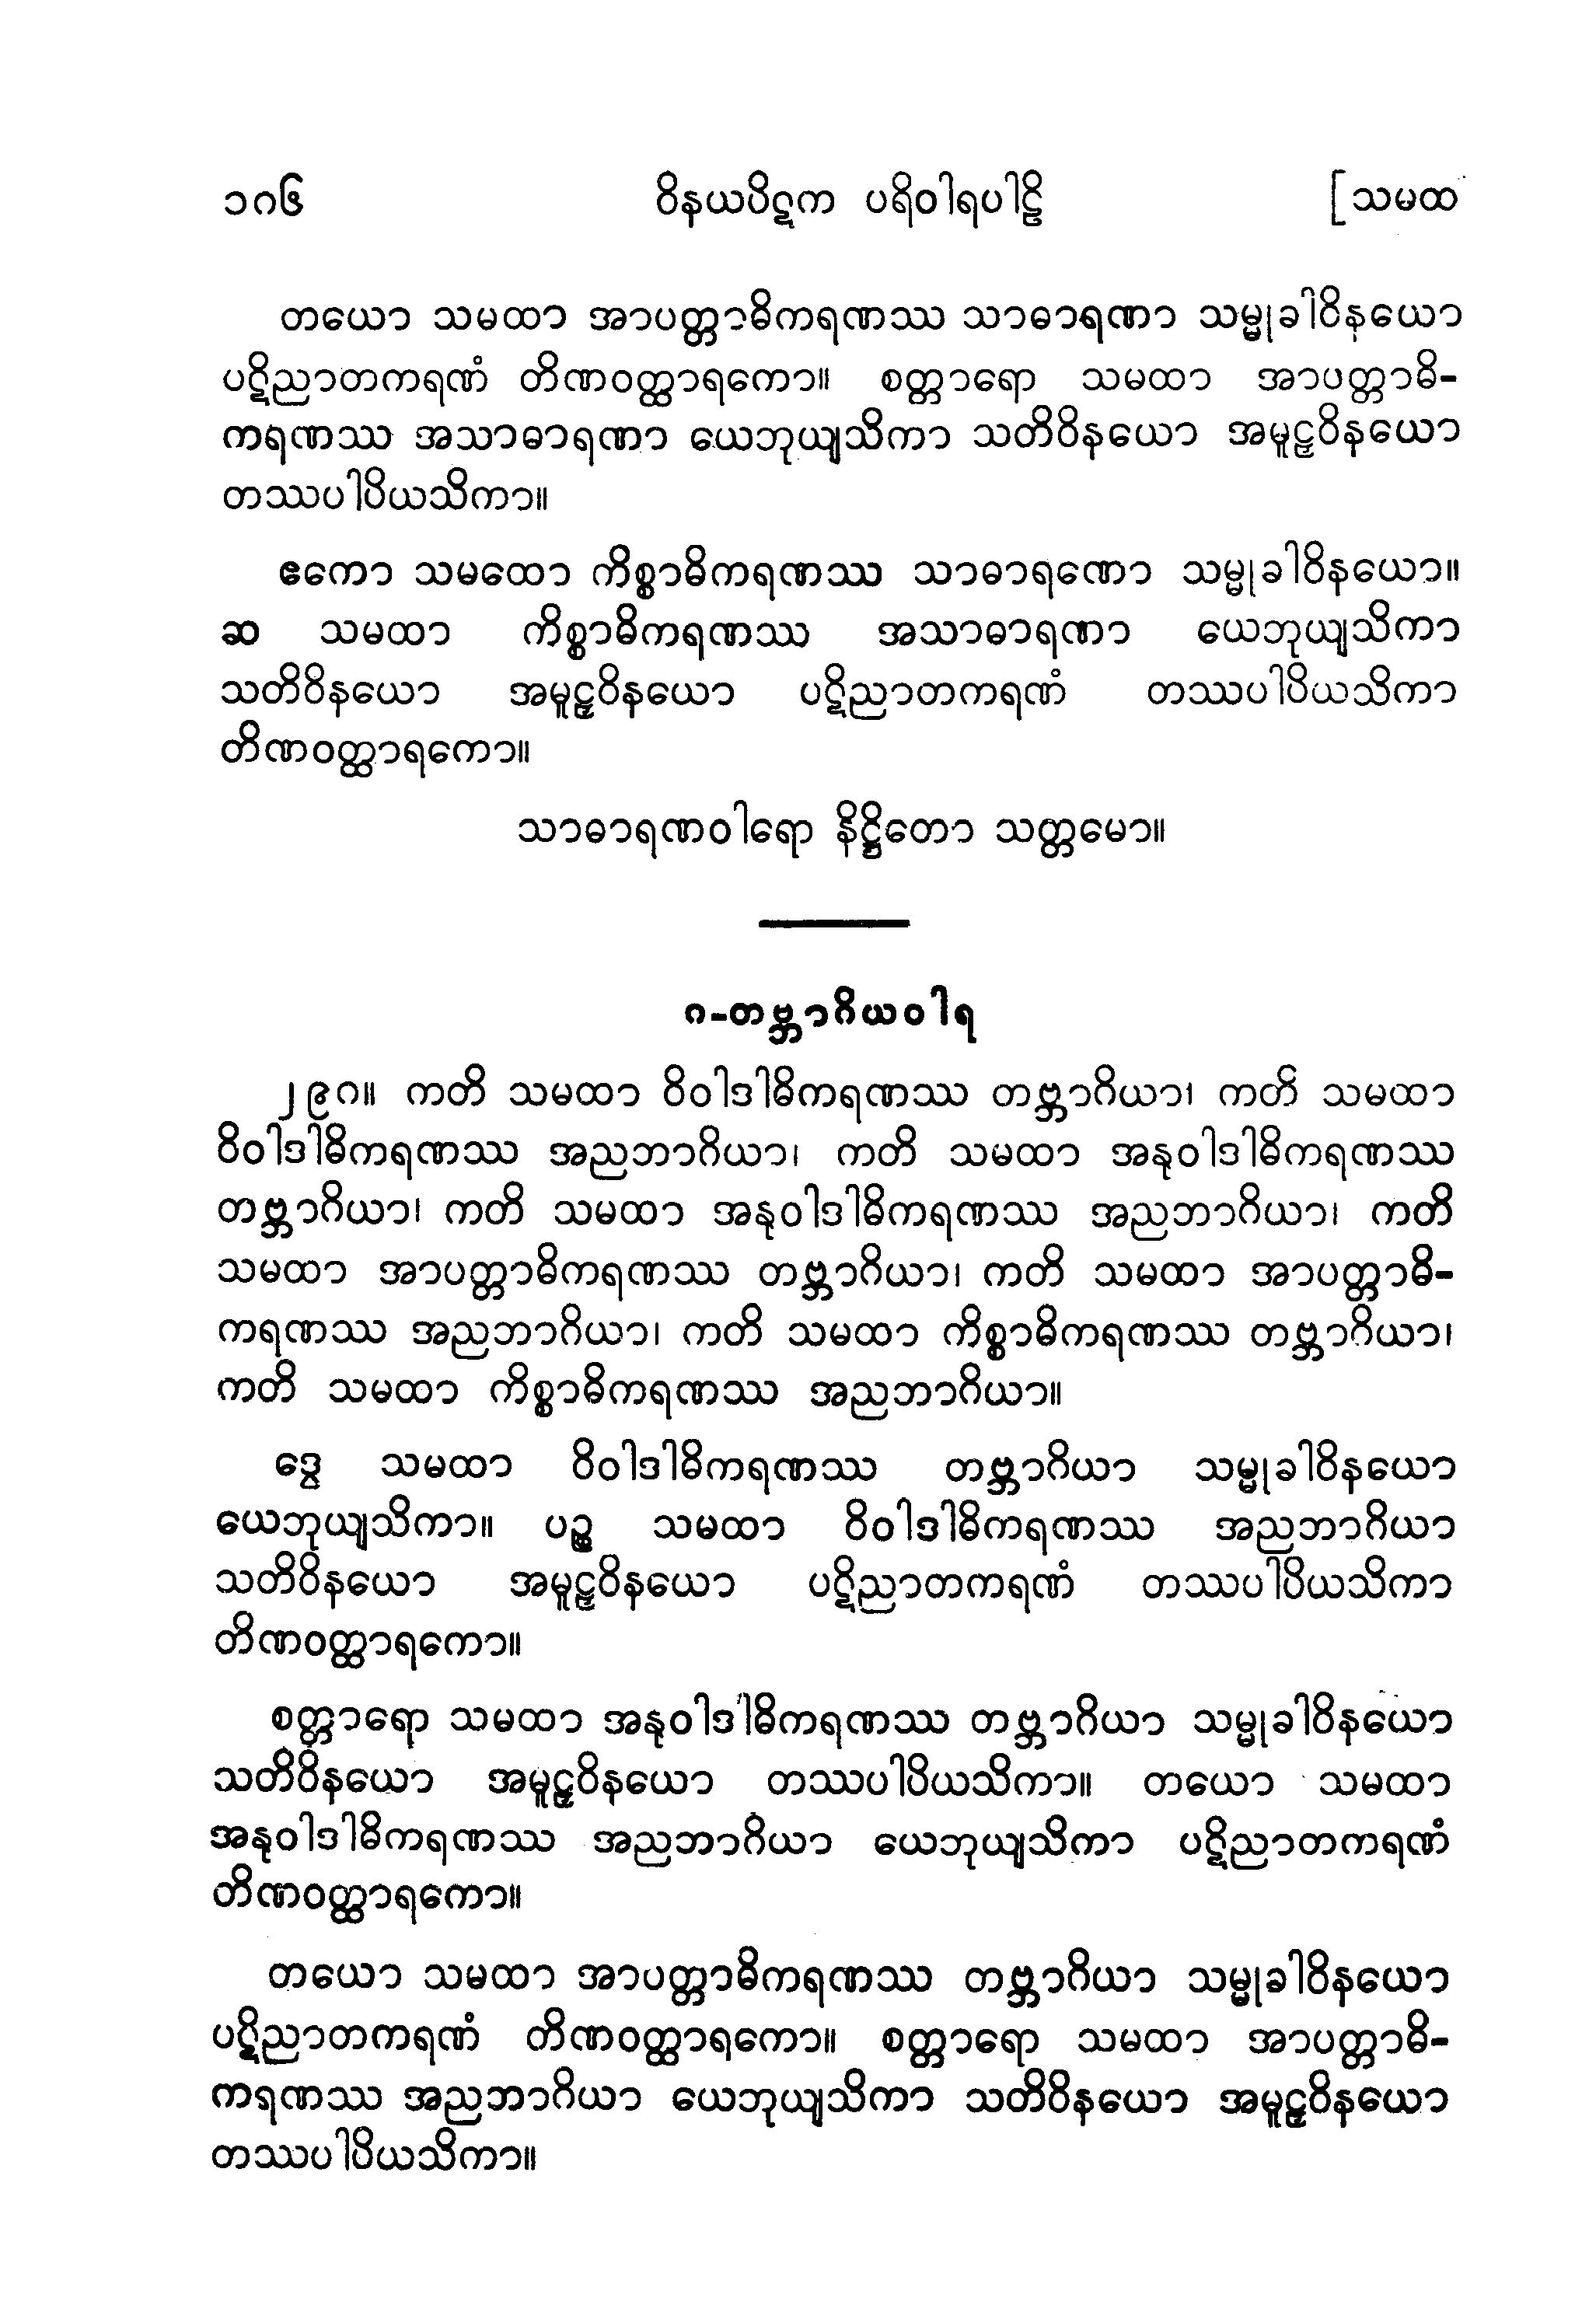 ၁၈၆ ဝိနယပိဋက ပရိဝါရပါဠိ [သမထ
တယော သမထာ အာပတ္တာဓိကရဏဿ သာဓာရဏာ သမ္မုခါဝိနယော
ပဋိညာတကရဏံ တိဏဝတ္ထာရကော။ စတ္တာရော သမထာ အာပတ္တာဓိ-
ကရဏဿ အသာဓာရဏာ ယေဘုယျသိကာ သတိဝိနယော အမူဠှဝိနယော
တဿပါပိယသိကာ။
ဧကော သမထော ကိစ္စာဓိကရဏဿ သာဓာရဏော သမ္မုခါဝိနယော။
ဆ သမထာ ကိစ္စာဓိကရဏဿ အသာဓာရဏာ ယေဘုယျသိကာ
သတိဝိနယော အမူဠှဝိနယော ပဋိညာတကရဏံ တဿပါပိယသိကာ
တိဏဝတ္ထာရကော။
သာဓာရဏဝါရော နိဋ္ဌိတော သတ္တမော။
၈-တဗ္ဘာဂိယဝါရ
၂၉၈။ ကတိ သမထာ ဝိဝါဒါဓိကရဏဿ တဗ္ဘာဂိယာ၊ ကတိ သမထာ
ဝိဝါဒါဓိကရဏဿ အညဘာဂိယာ၊ ကတိ သမထာ အနုဝါဒါဓိကရဏဿ
တဗ္ဘာဂိယာ၊ ကတိ သမထာ အနုဝါဒါဓိကရဏဿ အညဘာဂိယာ၊ ကတိ
သမထာ အာပတ္တာဓိကရဏဿ တဗ္ဘာဂိယာ၊ ကတိ သမထာ အာပတ္တာဓိ-
ကရဏဿ အညဘာဂိယာ၊ ကတိ သမထာ ကိစ္စာဓိကရဏဿ တဗ္ဘာဂိယာ၊
ကတိ သမထာ ကိစ္စာဓိကရဏဿ အညဘာဂိယာ။
ဒွေ သမထာ ဝိဝါဒါဓိကရဏဿ တဗ္ဘာဂိယာ သမ္မုခါဝိနယော
ယေဘုယျသိကာ။ ပဉ္စ သမထာ ဝိဝါဒါဓိကရဏဿ အညဘာဂိယာ
သတိဝိနယော အမူဠှဝိနယော ပဋိညာတကရဏံ တဿပါပိယသိကာ
တိဏဝတ္ထာရကော။
စတ္တာရော သမထာ အနုဝါဒါဓိကရဏဿ တဗ္ဘာဂိယာ သမ္မုခါဝိနယော
သတိဝိနယော အမူဠှဝိနယော တဿပါပိယသိကာ။ တယော သမထာ
အနုဝါဒါဓိကရဏဿ အညဘာဂိယာ ယေဘုယျသိကာ ပဋိညာတကရဏံ
တိဏဝတ္ထာရကော။
တယော သမထာ အာပတ္တာဓိကရဏဿ တဗ္ဘာဂိယာ သမ္မုခါဝိနယော
ပဋိညာတကရဏံ တိဏဝတ္ထာရကော။ စတ္တာရော သမထာ အာပတ္တာဓိ-
ကရဏဿ အညဘာဂိယာ ယေဘုယျသိကာ သတိဝိနယော အမူဠှဝိနယော
တဿပါပိယသိကာ။